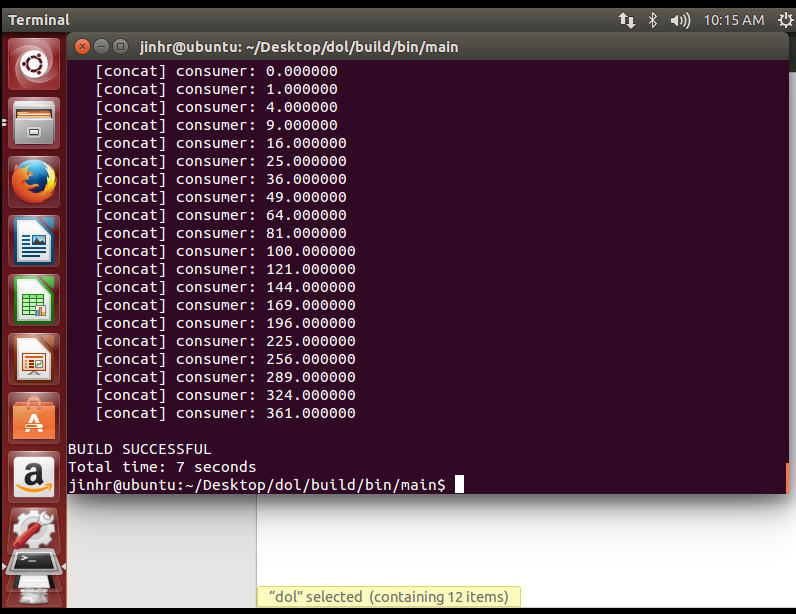 Terminal
10:15 AM
jinhr@ubuntu: ~/Desktop/dol/build/bin/main
[concat] consumer: 0.000000
[concat] consumer: 1.000000
[concat] consumer: 4.000000
[concat] consumer: 9.000000
[concat] consumer: 16.000000
[concat] consumer: 25.000000
[concat] consumer: 36.000000
[concat] consumer: 49.000000
[concat] consumer: 64.000000
[concat] consumer: 81.000000
[concat] consumer: 100.000000
[concat] consumer: 121.000000
[concat] consumer: 144.000000
[concat] consumer: 169.000000
[concat] consumer: 196.000000
[concat] consumer: 225.000000
[concat] consumer: 256.000000
[concat] consumer: 289.000000
[concat] consumer: 324.000000
[concat] consumer: 361.000000
BUILD SUCCESSFUL
Total time: 7 seconds
jinhr@ubuntu:~/Desktop/dol/build/bin/main$
“dol” selected (containing 12 items)